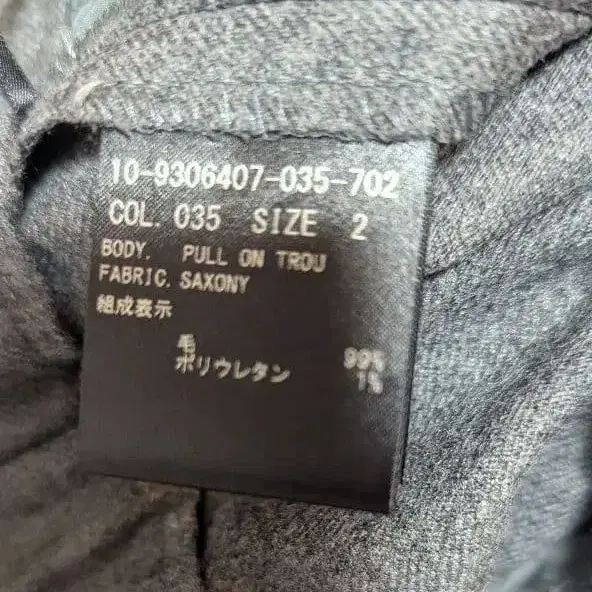 10-9306407-035-702
COL. 035 SIZE 2
BODY. PULL ON TROU
FABRIC. SAXONY
組成表示
毛 99%
ポリウレタン 1%